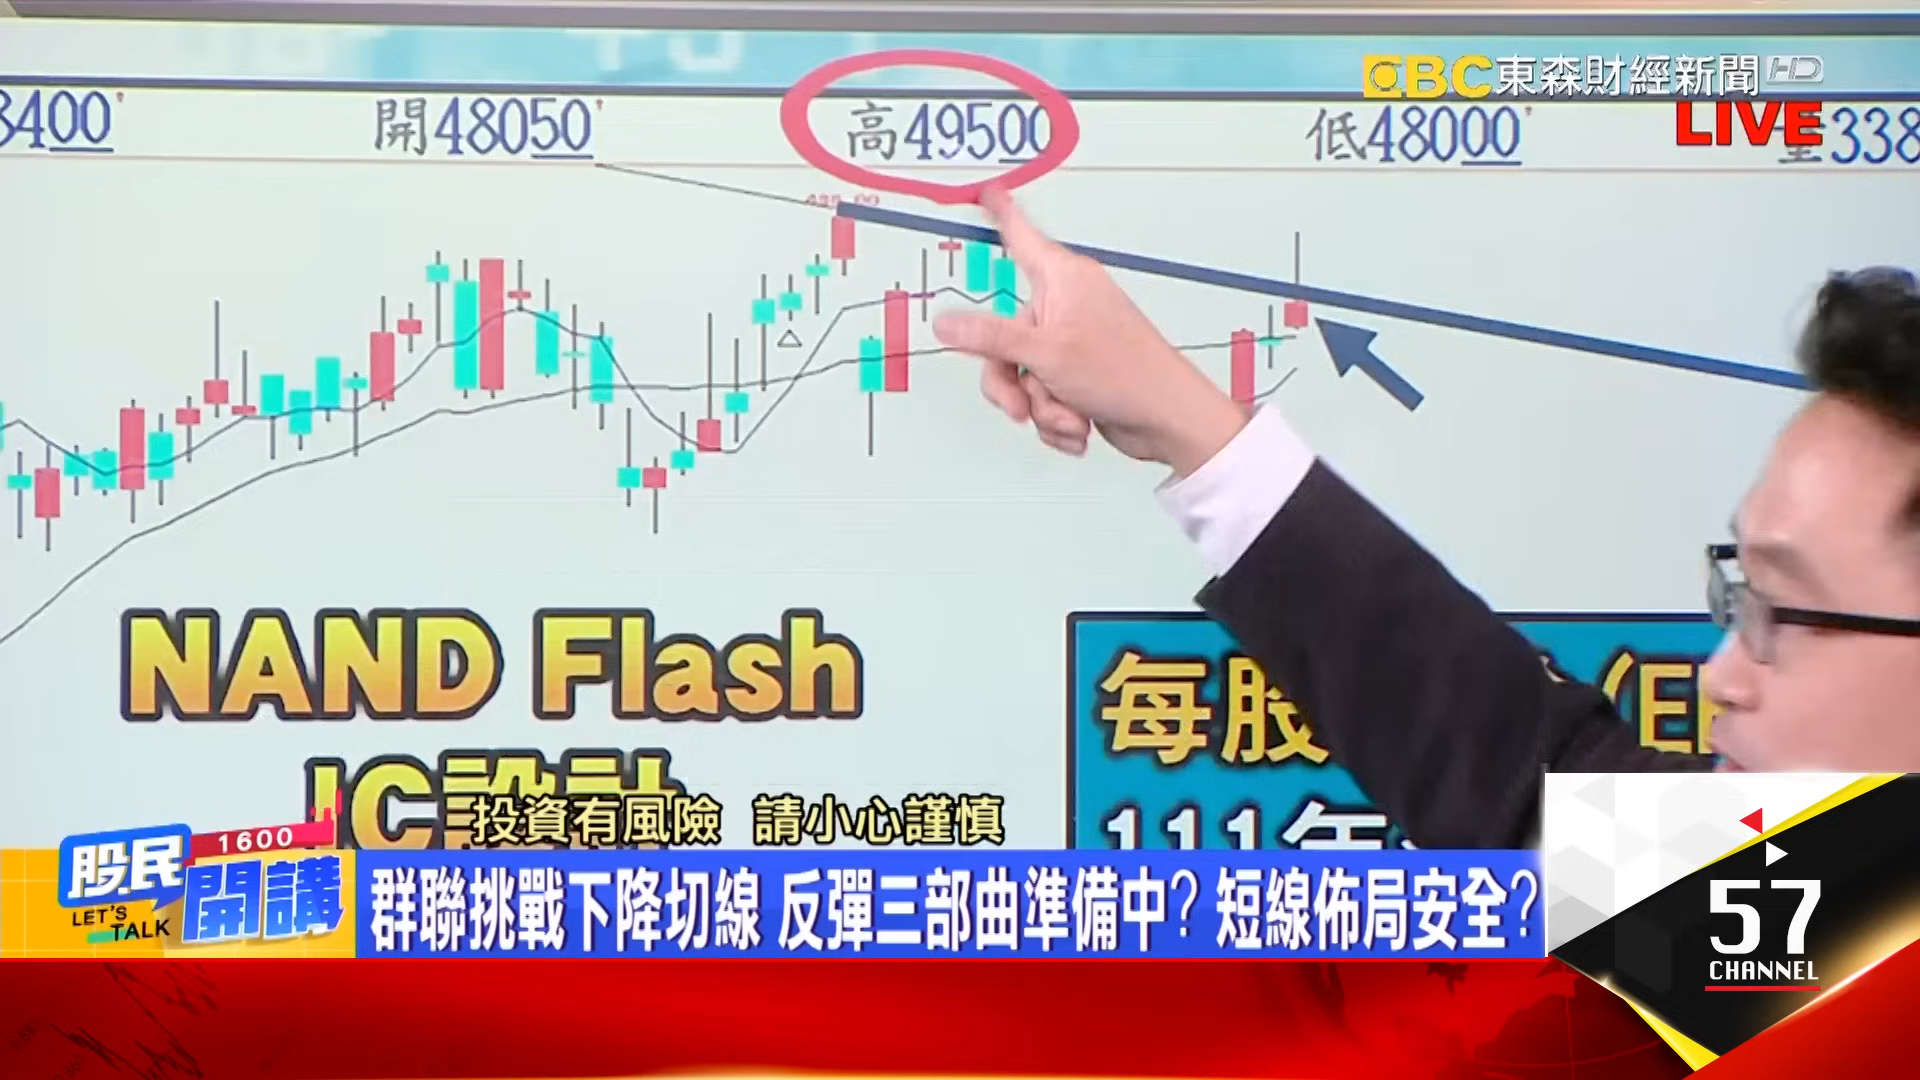 EBC東森財經新聞HD
LIVE
3400
開48050
高49500
低48000
量338
NAND Flash
IC設計
每股
111年
投資有風險 請小心謹慎
股民
1600
開講
LET'S
TALK
群聯挑戰下降切線 反彈三部曲準備中? 短線佈局安全?
57
CHANNEL